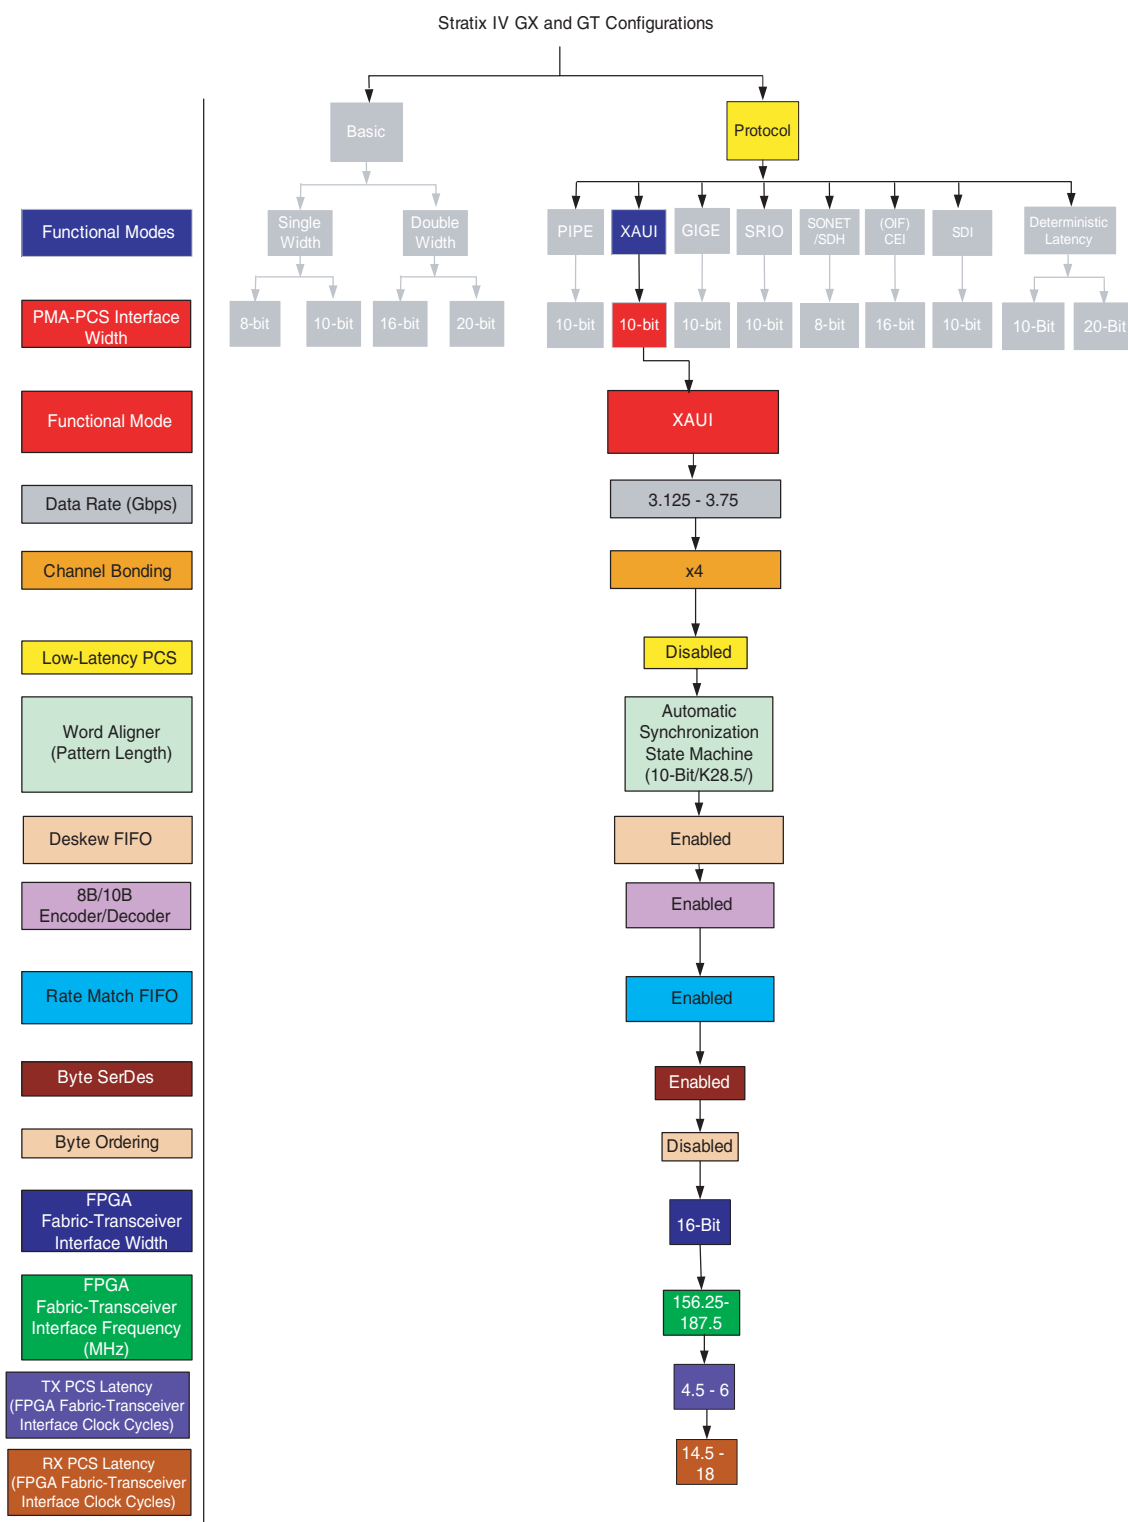 Stratix IV GX and GT Configurations
Basic
Protocol
Functional Modes
Single
Width
Double
Width
PIPE
XAUI
GIGE
SRIO
SONET
/SDH
(OIF)
CEI
SDI
Deterministic
Latency
PMA-PCS Interface
Width
8-bit
10-bit
16-bit
20-bit
10-bit
10-bit
10-bit
10-bit
8-bit
16-bit
10-bit
10-Bit
20-Bit
Functional Mode
XAUI
Data Rate (Gbps)
3.125 - 3.75
Channel Bonding
x4
Low-Latency PCS
Disabled
Word Aligner
(Pattern Length)
Automatic
Synchronization
State Machine
(10-Bit/K28.5/)
Deskew FIFO
Enabled
8B/10B
Encoder/Decoder
Enabled
Rate Match FIFO
Enabled
Byte SerDes
Enabled
Byte Ordering
Disabled
FPGA
Fabric-Transceiver
Interface Width
16-Bit
FPGA
Fabric-Transceiver
Interface Frequency
(MHz)
156.25-
187.5
TX PCS Latency
(FPGA Fabric-Transceiver
Interface Clock Cycles)
4.5 - 6
RX PCS Latency
(FPGA Fabric-Transceiver
Interface Clock Cycles)
14.5 -
18